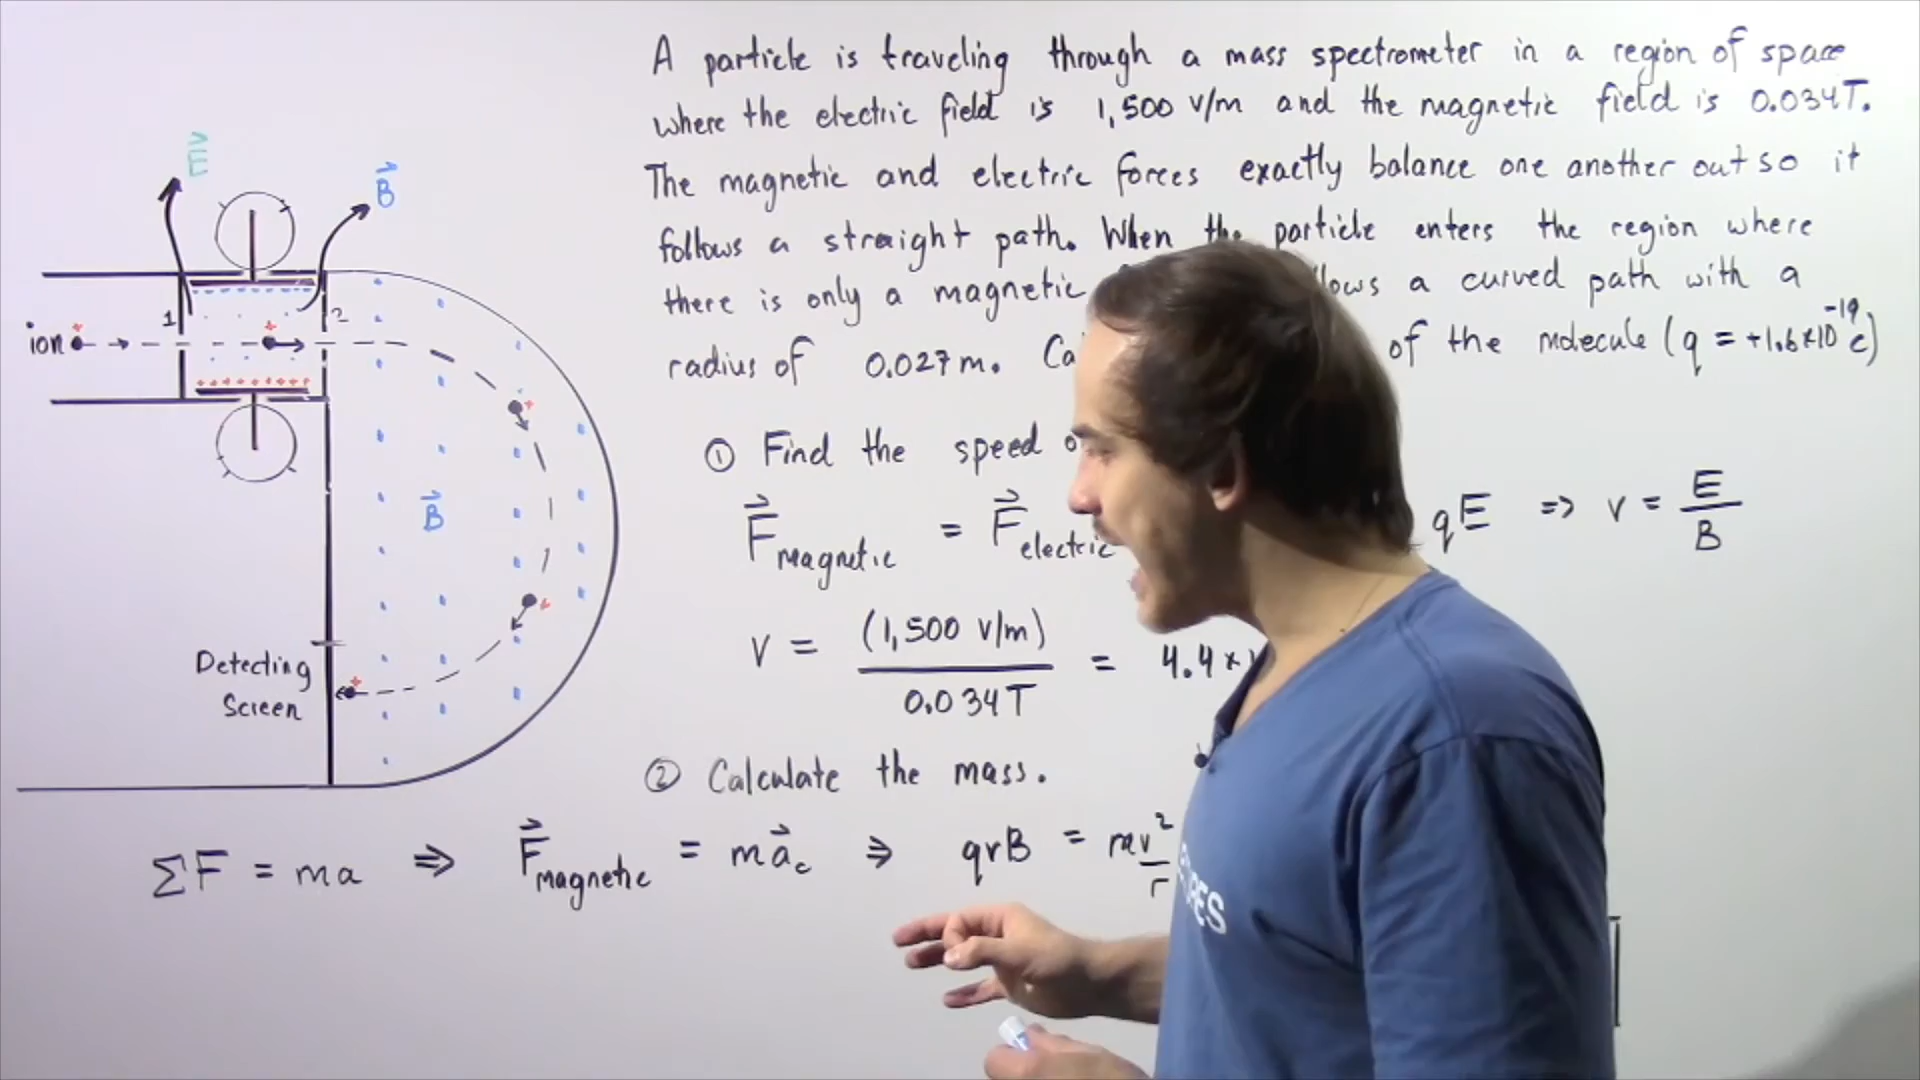 A particle is traveling through a mass spectrometer in a region of space
where the electric field is 1,500 V/m and the magnetic field is 0.034T.
The magnetic and electric forces exactly balance one another out so it
follows a straight path. When the particle enters the region where
there is only a magnetic a curved path with a
radius of 0.027m. of the molecule (q = +1.6×10⁻¹⁹C)
E⃗
B⃗
1
2
ion
B⃗
Detecting
Screen
① Find the speed
F⃗magnetic = F⃗electric qE ⇒ v = E/B
v = (1,500 V/m)/0.034T = 4.4×
② Calculate the mass.
ΣF = ma ⇒ F⃗magnetic = ma⃗c ⇒ qvB = mv²/r